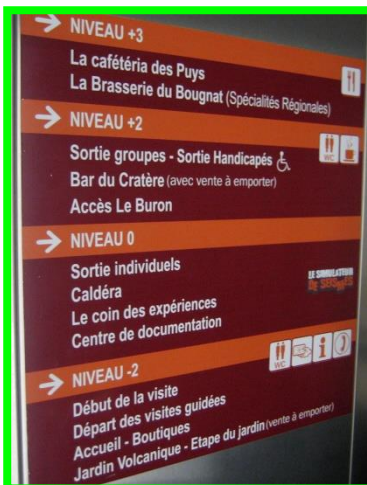 NIVEAU +3
La cafétéria des Puys
La Brasserie du Bougnat (Spécialités Régionales)
NIVEAU +2
WC
Sortie groupes - Sortie Handicapés
Bar du Cratère (avec vente à emporter)
Accès Le Buron
NIVEAU 0
Sortie individuels
LE SIMULATEUR
DE SEISMES
Caldéra
Le coin des expériences
Centre de documentation
NIVEAU -2
WC
Début de la visite
Départ des visites guidées
Accueil - Boutiques
Jardin Volcanique - Etape du jardin (vente à emporter)